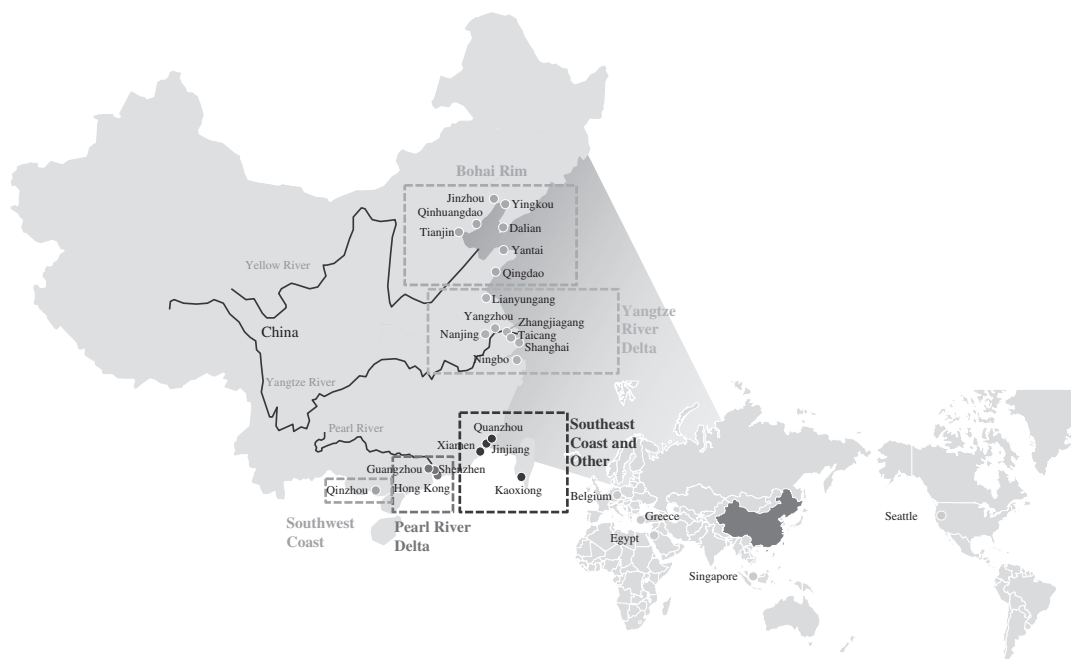 Bohai Rim
Jinzhou
Yingkou
Qinhuangdao
Tianjin
Dalian
Yantai
Qingdao
Yellow River
Lianyungang
Yangzhou
Zhangjiagang
Nanjing
Taicang
Shanghai
Ningbo
Yangtze
River
Delta
China
Yangtze River
Pearl River
Quanzhou
Xiamen
Jinjiang
Kaoxiong
Southeast
Coast and
Other
Guangzhou
Shenzhen
Hong Kong
Qinzhou
Southwest
Coast
Pearl River
Delta
Belgium
Greece
Egypt
Singapore
Seattle